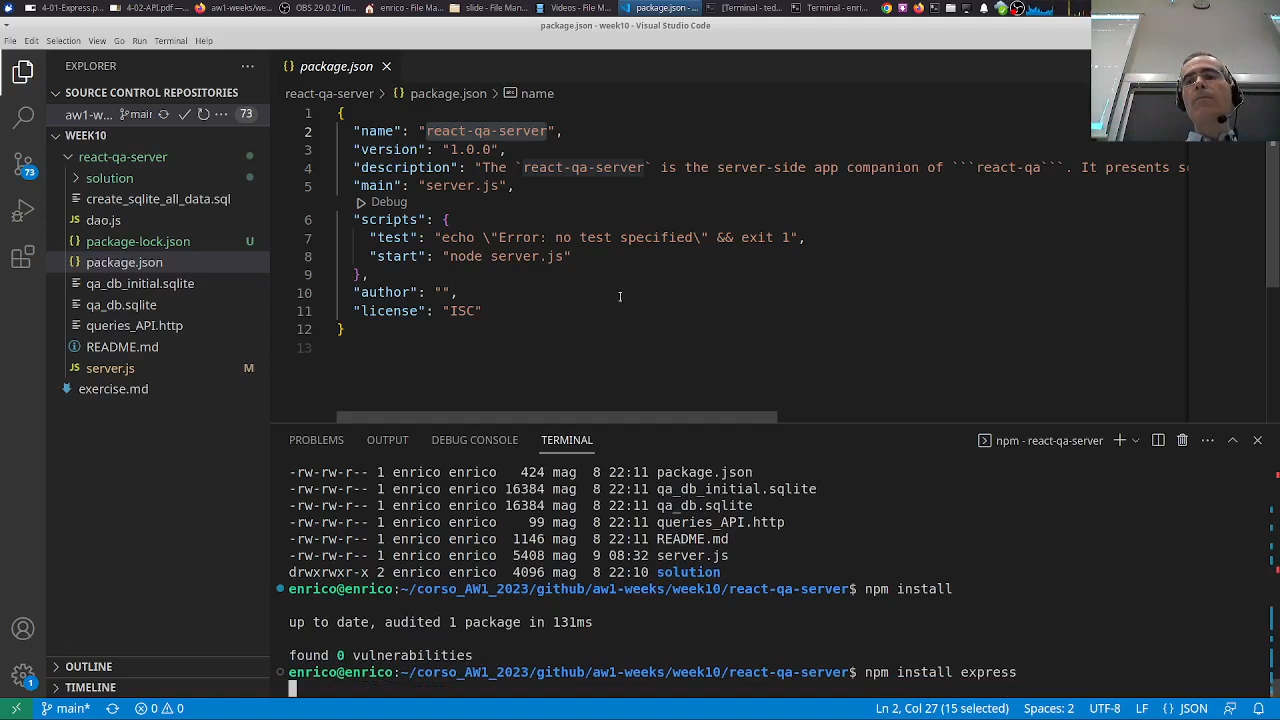 4-01-Expres.p
4-02-API.pdf —
aw1-weeks/we
OBS 29.0.2 (linux)
enrico - File Ma
slide - File Man
Videos - File M
package.json -
[Terminal - ted
Terminal - enri
package.json - week10 - Visual Studio Code
File Edit Selection View Go Run Terminal Help
EXPLORER
package.json
SOURCE CONTROL REPOSITORIES
react-qa-server > {} package.json > name
aw1-w... main 73
WEEK10
react-qa-server
solution
create_sqlite_all_data.sql
dao.js
package-lock.json U
package.json
qa_db_initial.sqlite
qa_db.sqlite
queries_API.http
README.md
server.js M
exercise.md
OUTLINE
TIMELINE
73
1
1 {
2 "name": "react-qa-server",
3 "version": "1.0.0",
4 "description": "The `react-qa-server` is the server-side app companion of ```react-qa```. It presents s
5 "main": "server.js",
Debug
6 "scripts": {
7 "test": "echo \"Error: no test specified\" && exit 1",
8 "start": "node server.js"
9 },
10 "author": "",
11 "license": "ISC"
12 }
13
PROBLEMS OUTPUT DEBUG CONSOLE TERMINAL npm - react-qa-server
-rw-rw-r-- 1 enrico enrico 424 mag 8 22:11 package.json
-rw-rw-r-- 1 enrico enrico 16384 mag 8 22:11 qa_db_initial.sqlite
-rw-rw-r-- 1 enrico enrico 16384 mag 8 22:11 qa_db.sqlite
-rw-rw-r-- 1 enrico enrico 99 mag 8 22:11 queries_API.http
-rw-rw-r-- 1 enrico enrico 1146 mag 8 22:11 README.md
-rw-rw-r-- 1 enrico enrico 5408 mag 9 08:32 server.js
drwxrwxr-x 2 enrico enrico 4096 mag 8 22:10 solution
enrico@enrico:~/corso_AW1_2023/github/aw1-weeks/week10/react-qa-server$ npm install
up to date, audited 1 package in 131ms
found 0 vulnerabilities
enrico@enrico:~/corso_AW1_2023/github/aw1-weeks/week10/react-qa-server$ npm install express
main* 0 0 Ln 2, Col 27 (15 selected) Spaces: 2 UTF-8 LF {} JSON